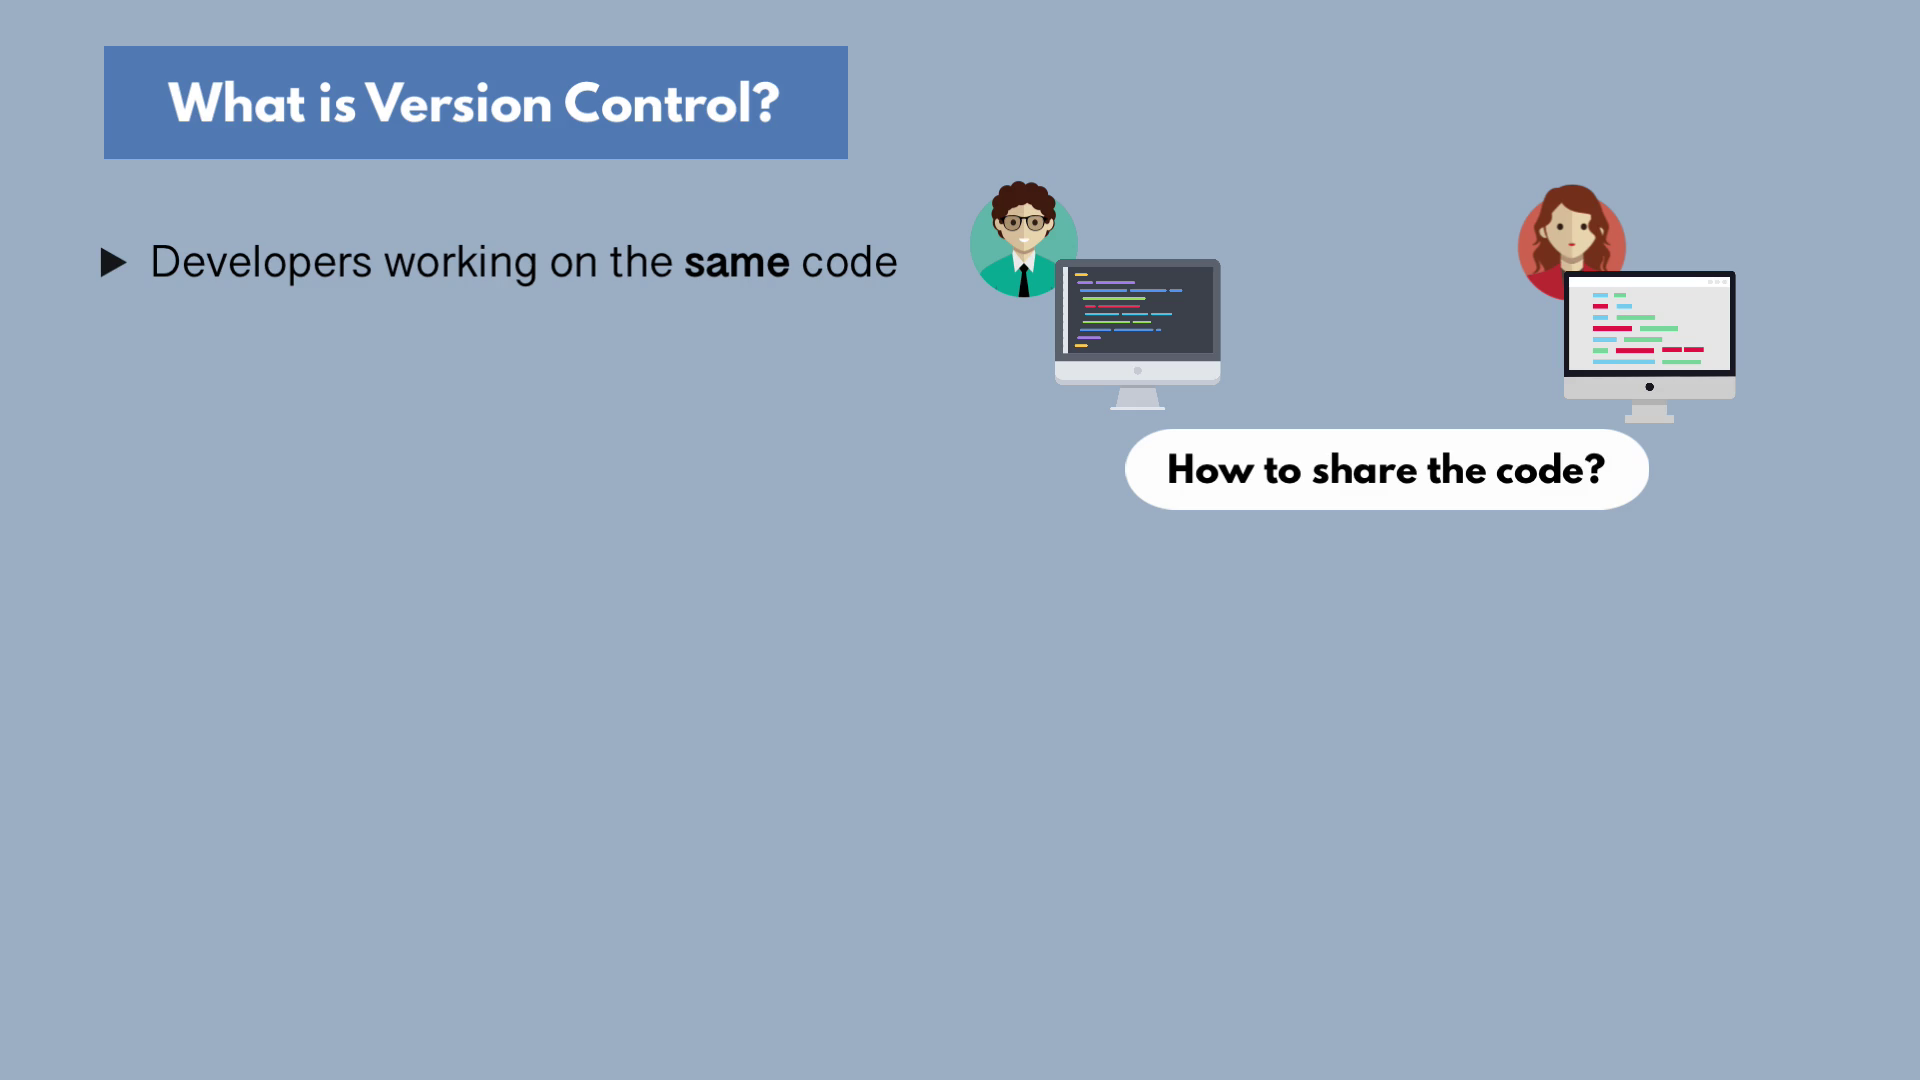 What is Version Control?
▶ Developers working on the same code
How to share the code?